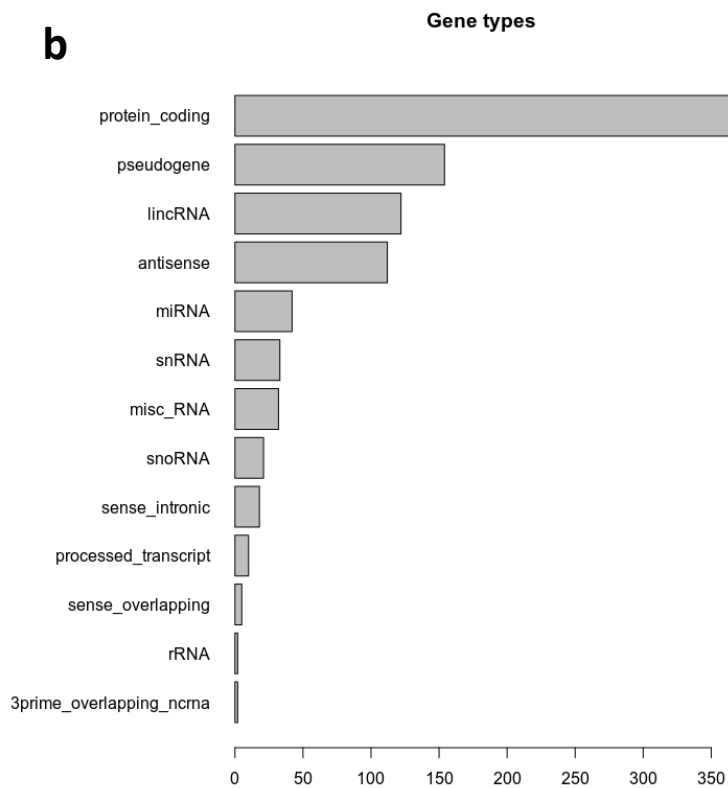 Gene types
b
protein_coding
pseudogene
lincRNA
antisense
miRNA
snRNA
misc_RNA
snoRNA
sense_intronic
processed_transcript
sense_overlapping
rRNA
3prime_overlapping_ncrna
0 50 100 150 200 250 300 350